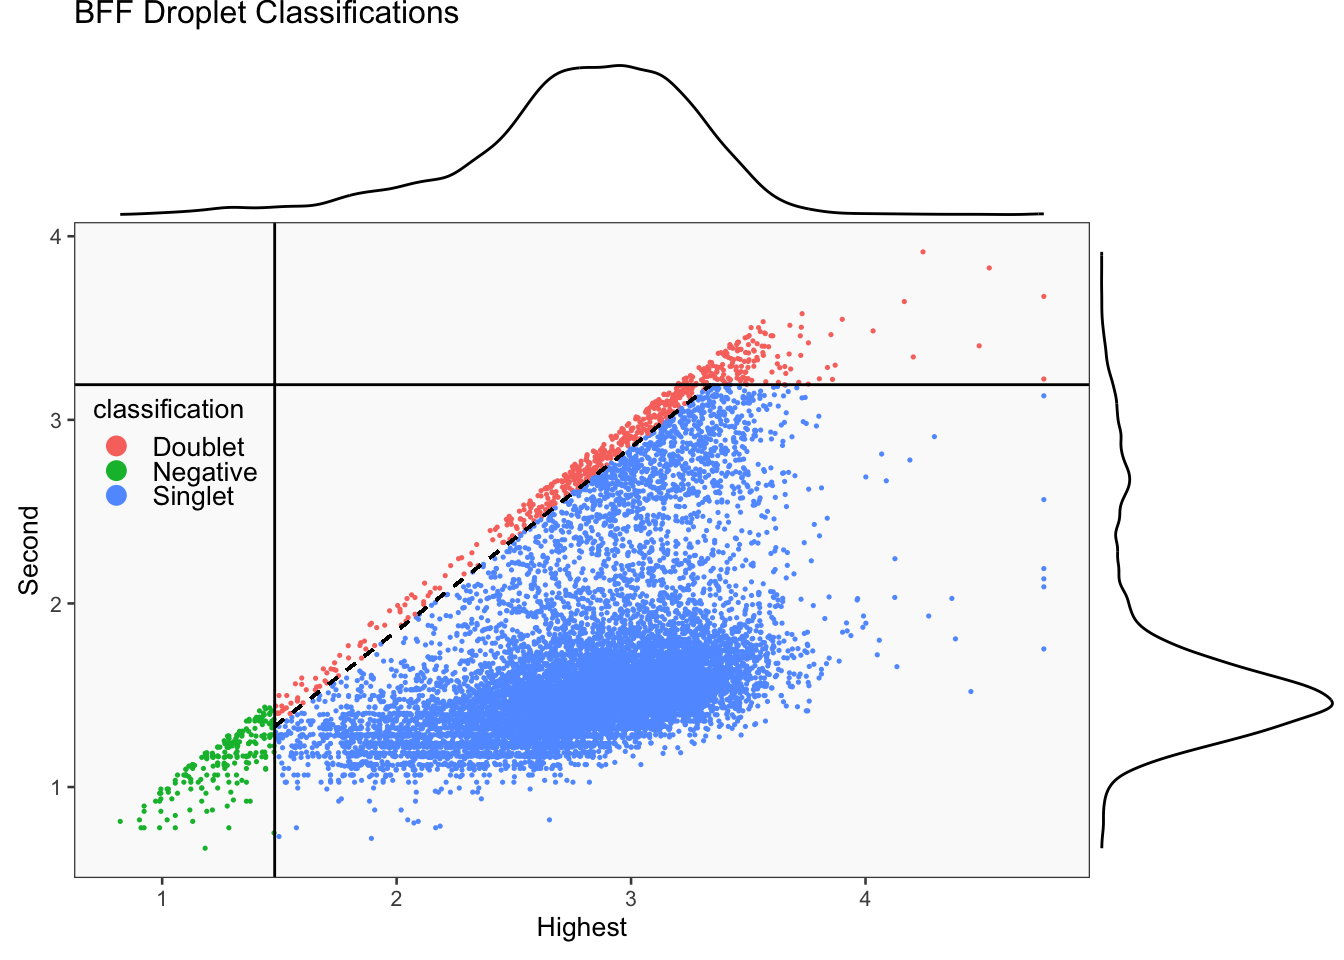 BFF Droplet Classifications
4
3
2
1
Second
classification
Doublet
Negative
Singlet
1 2 3 4
Highest